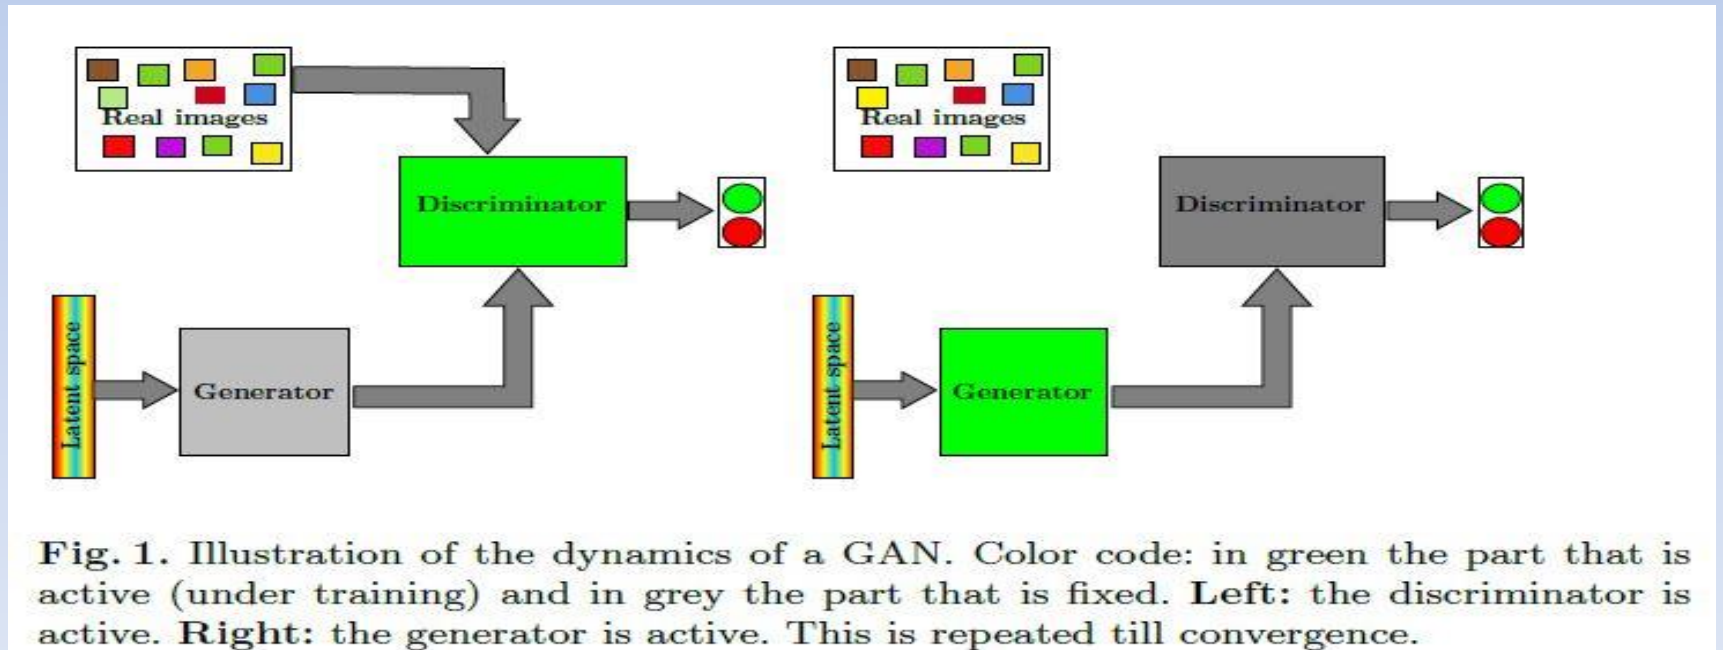 Real images
Discriminator
Latent space
Generator
Real images
Discriminator
Latent space
Generator
Fig. 1. Illustration of the dynamics of a GAN. Color code: in green the part that is
active (under training) and in grey the part that is fixed. Left: the discriminator is
active. Right: the generator is active. This is repeated till convergence.